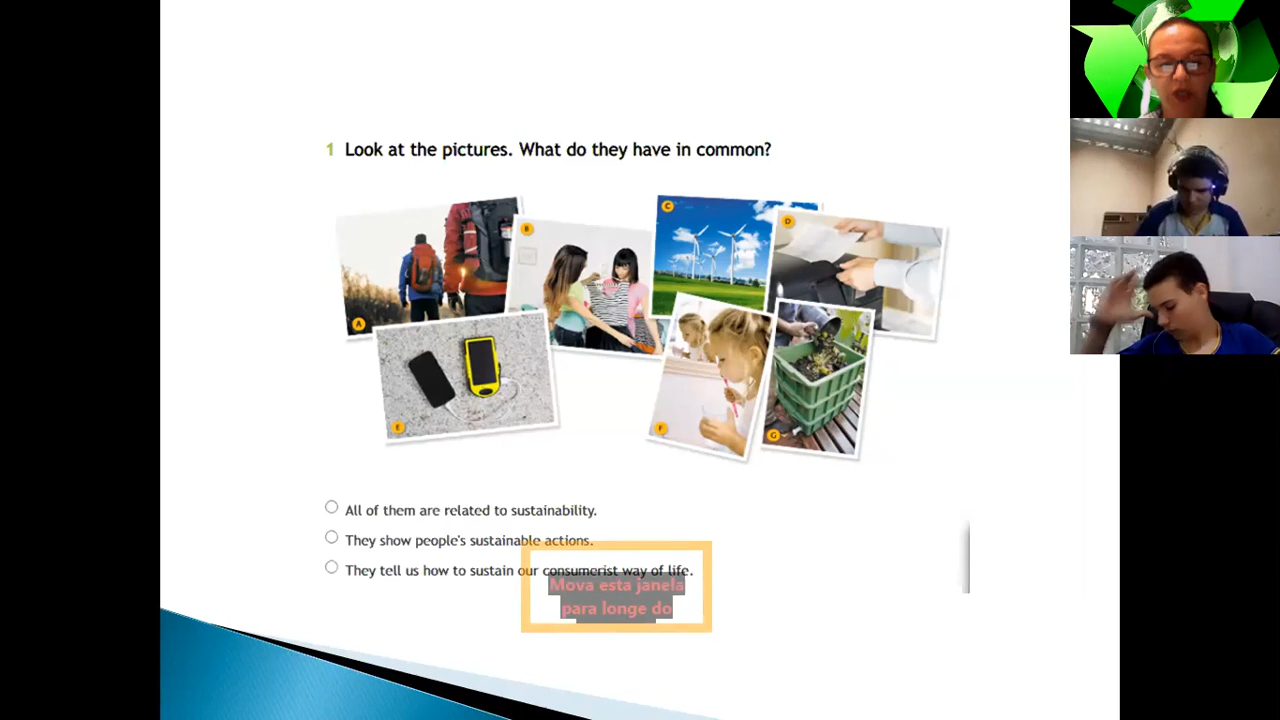 1 Look at the pictures. What do they have in common?
A
B
C
D
E
F
G
All of them are related to sustainability.
They show people's sustainable actions.
They tell us how to sustain our consumerist way of life.
Mova esta janela
para longe do